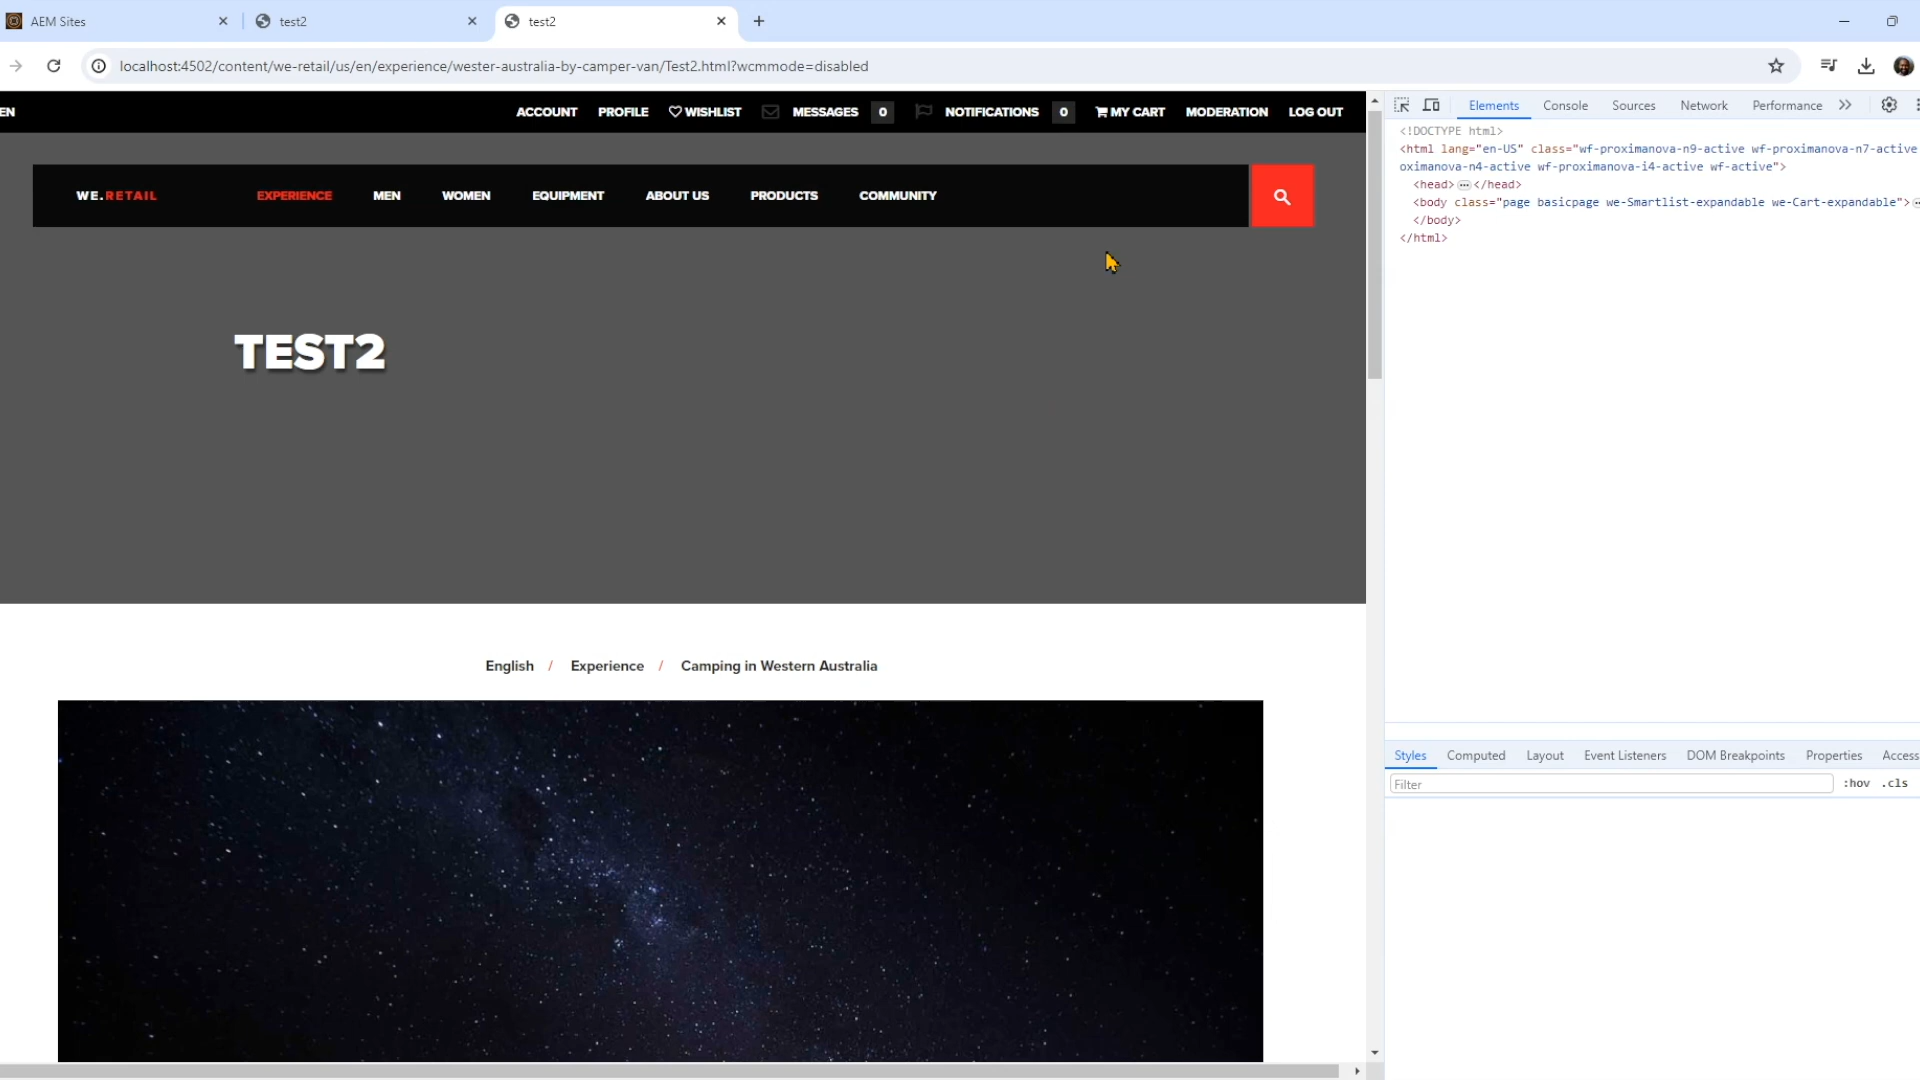 AEM Sites test2 test2
localhost:4502/content/we-retail/us/en/experience/wester-australia-by-camper-van/Test2.html?wcmmode=disabled
EN ACCOUNT PROFILE WISHLIST MESSAGES 0 NOTIFICATIONS 0 MY CART MODERATION LOG OUT
WE.RETAIL EXPERIENCE MEN WOMEN EQUIPMENT ABOUT US PRODUCTS COMMUNITY
TEST2
English / Experience / Camping in Western Australia
Elements Console Sources Network Performance
<!DOCTYPE html>
<html lang="en-US" class="wf-proximanova-n9-active wf-proximanova-n7-active
oximanova-n4-active wf-proximanova-i4-active wf-active">
<head> … </head>
<body class="page basicpage we-Smartlist-expandable we-Cart-expandable">
</body>
</html>
Styles Computed Layout Event Listeners DOM Breakpoints Properties Access
Filter :hov .cls